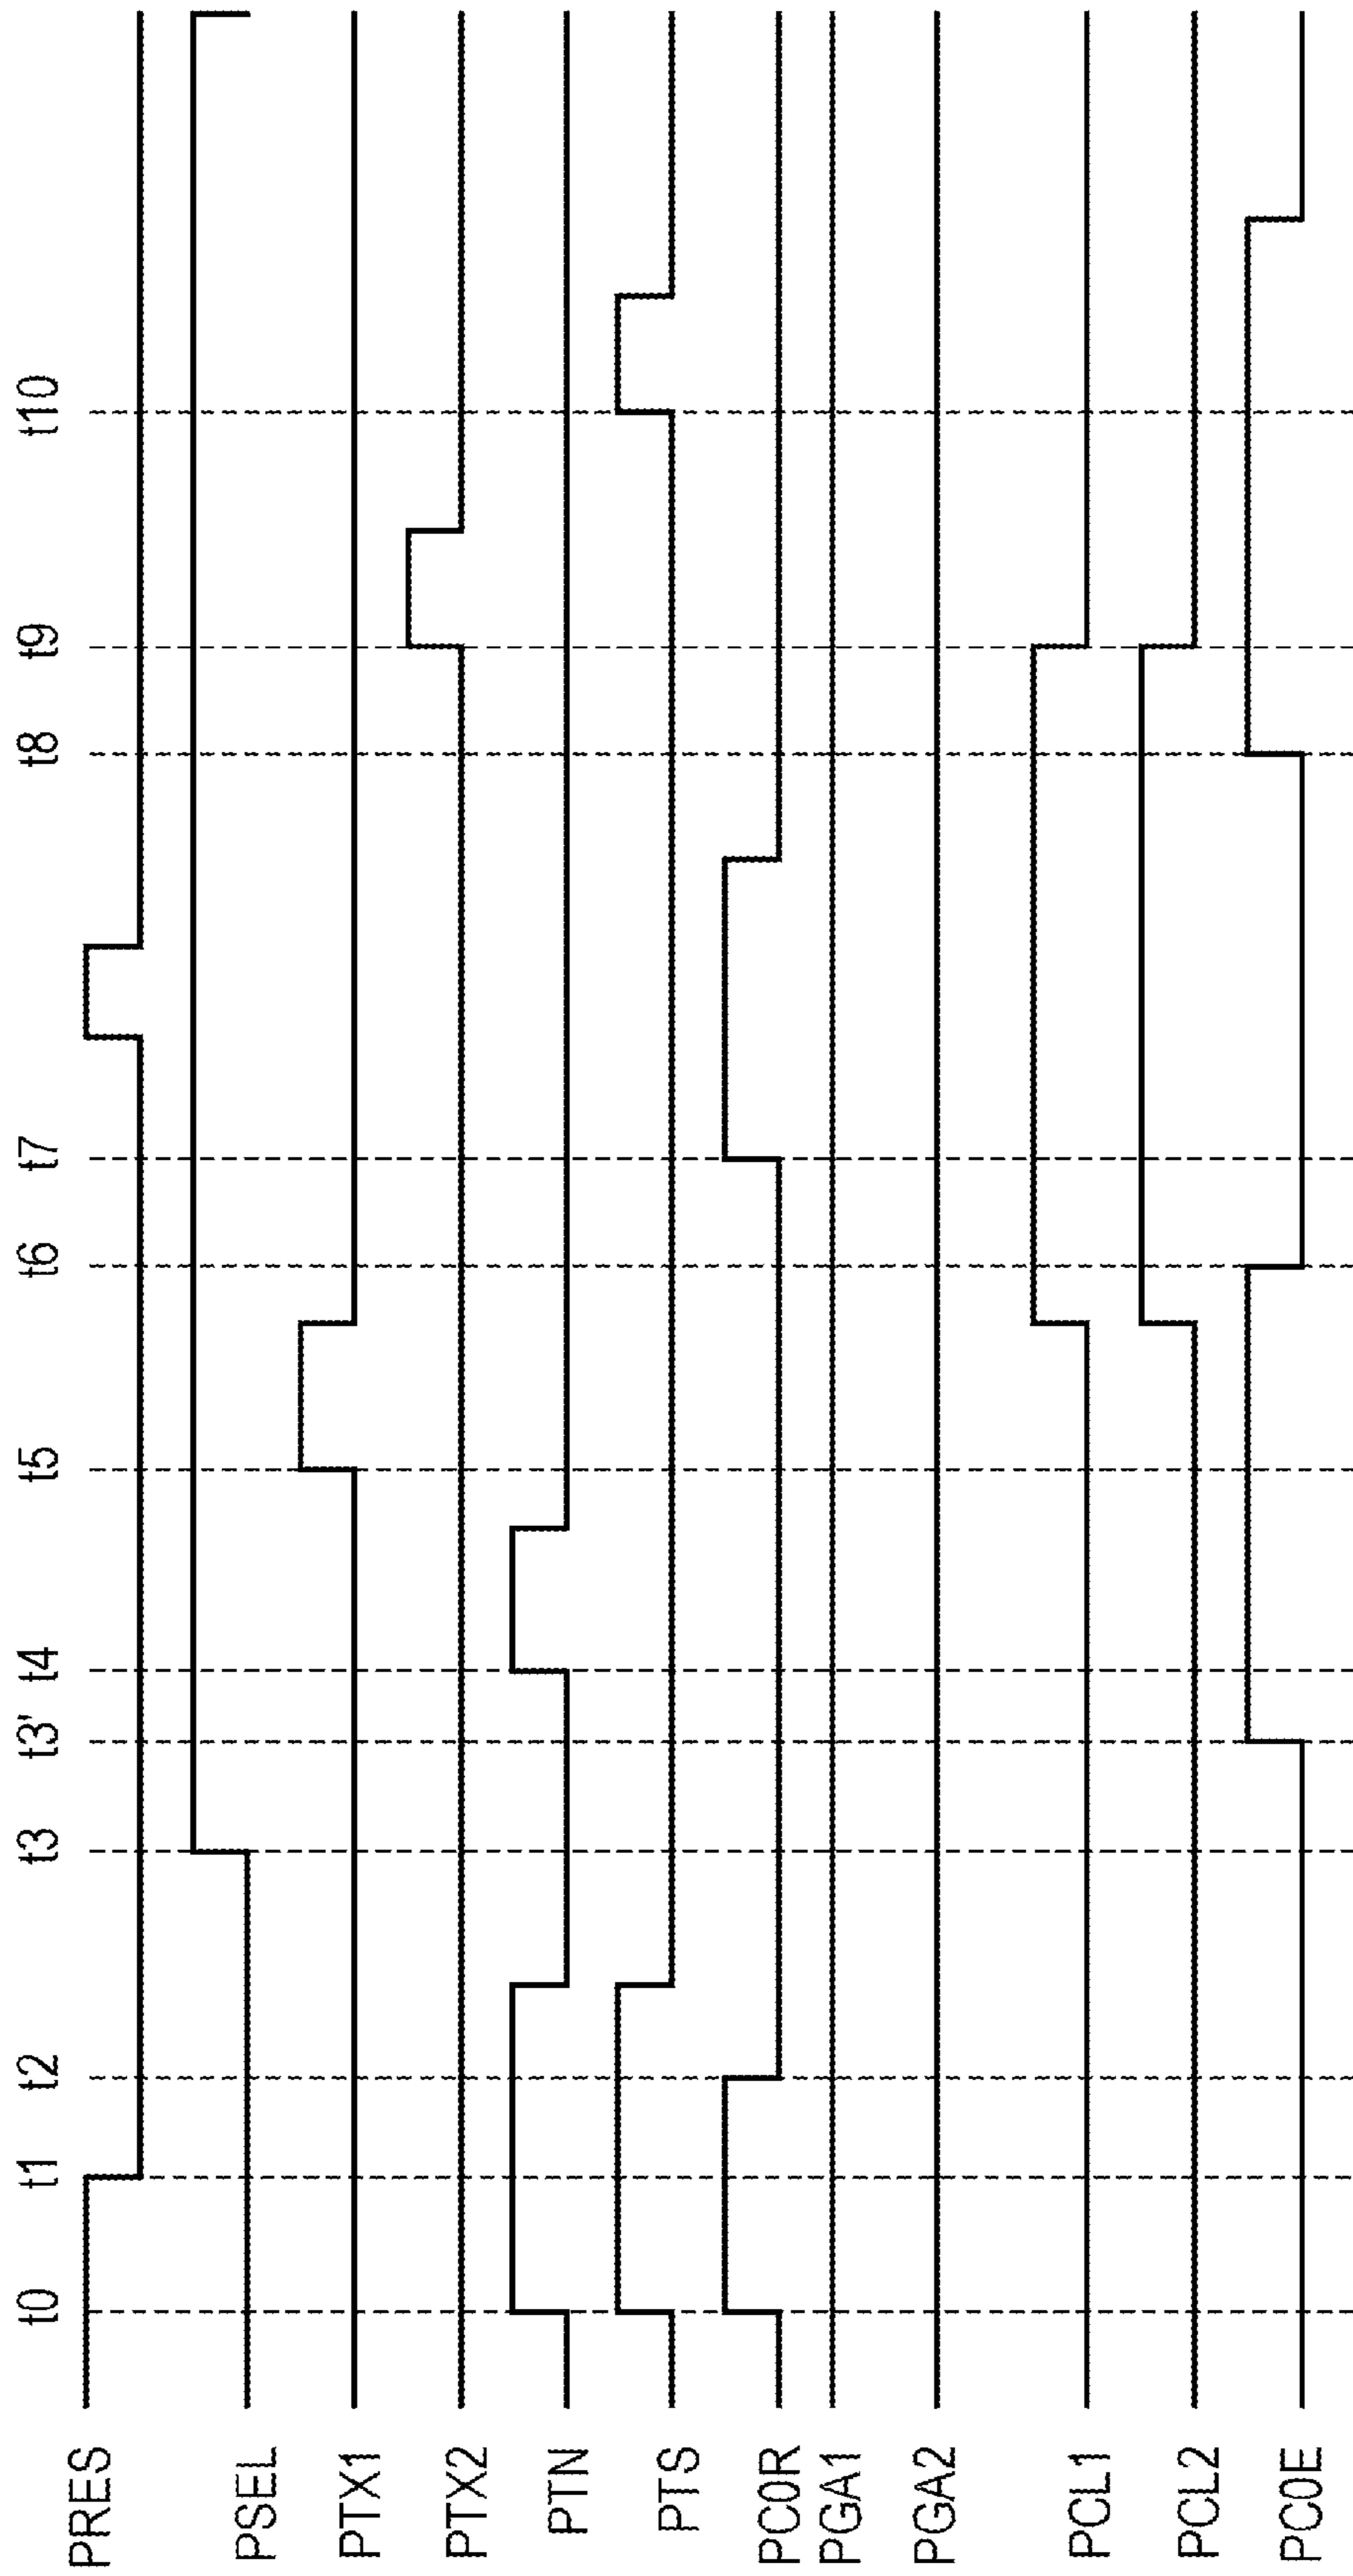 t0 t1 t2 t3 t3' t4 t5 t6 t7 t8 t9 t10
PRES
PSEL
PTX1
PTX2
PTN
PTS
PC0R
PGA1
PGA2
PCL1
PCL2
PC0E